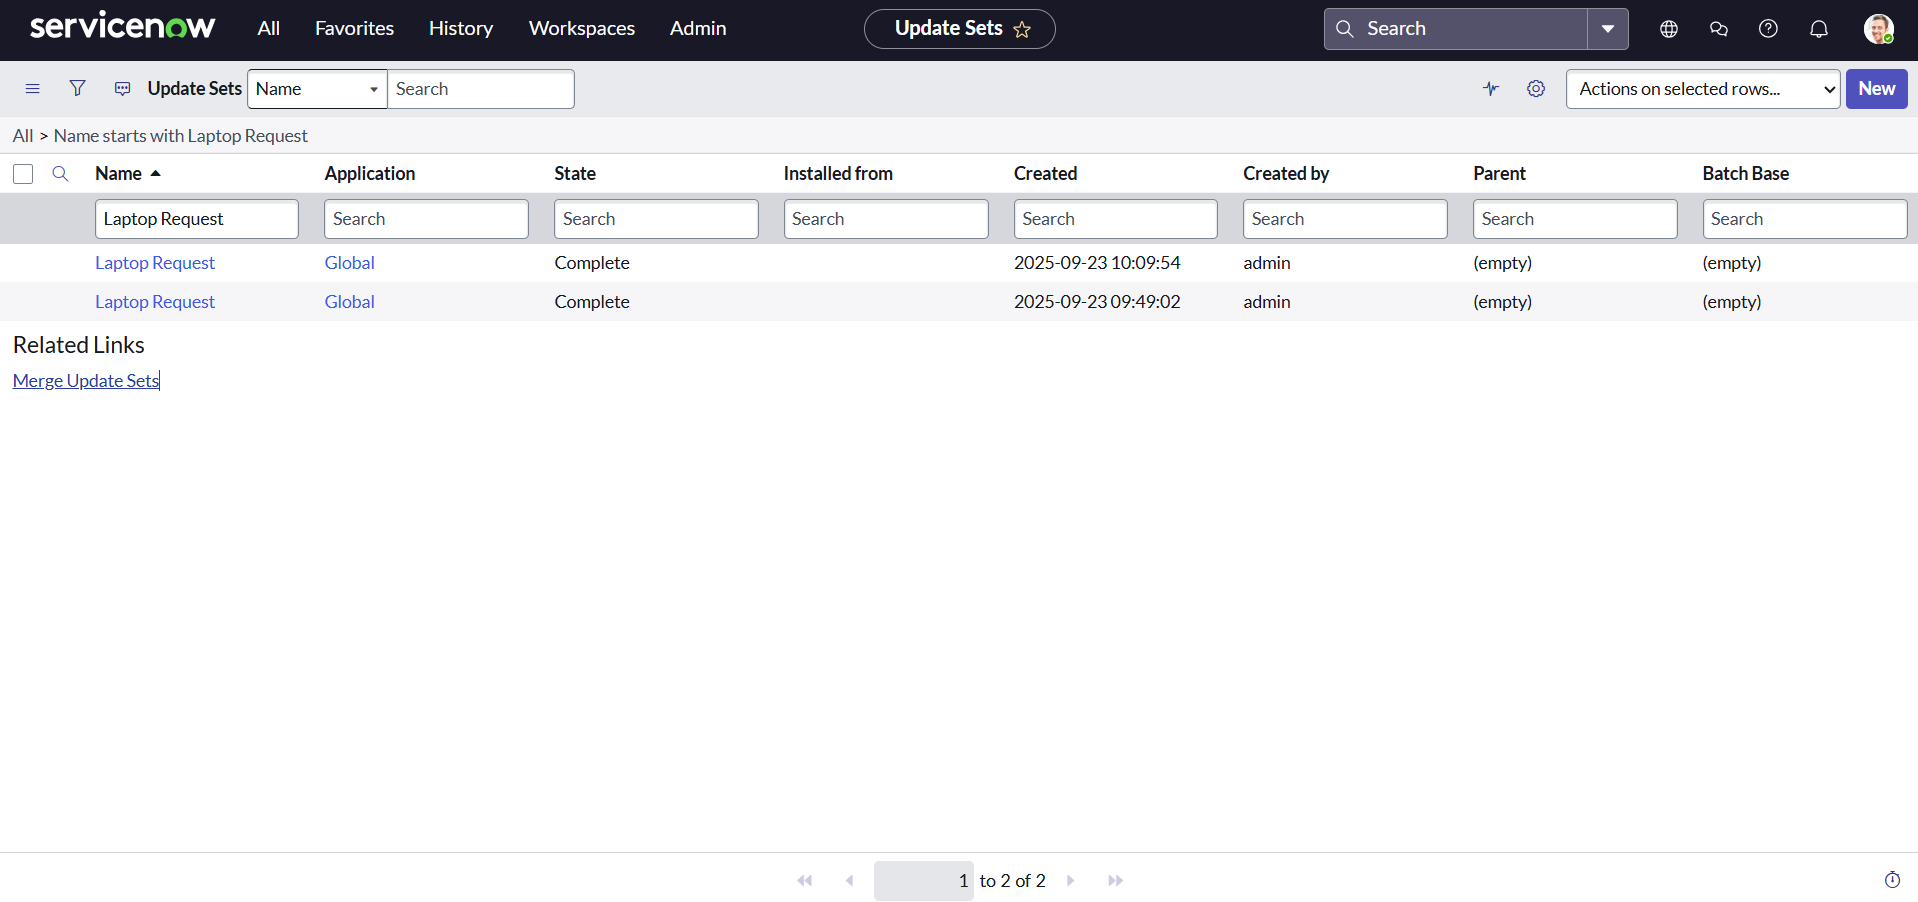 servicenow All Favorites History Workspaces Admin Update Sets Search
Update Sets Name Search Actions on selected rows... New
All > Name starts with Laptop Request
Name Application State Installed from Created Created by Parent Batch Base
Laptop Request Search Search Search Search Search Search Search
Laptop Request Global Complete 2025-09-23 10:09:54 admin (empty) (empty)
Laptop Request Global Complete 2025-09-23 09:49:02 admin (empty) (empty)
Related Links
Merge Update Sets
1 to 2 of 2